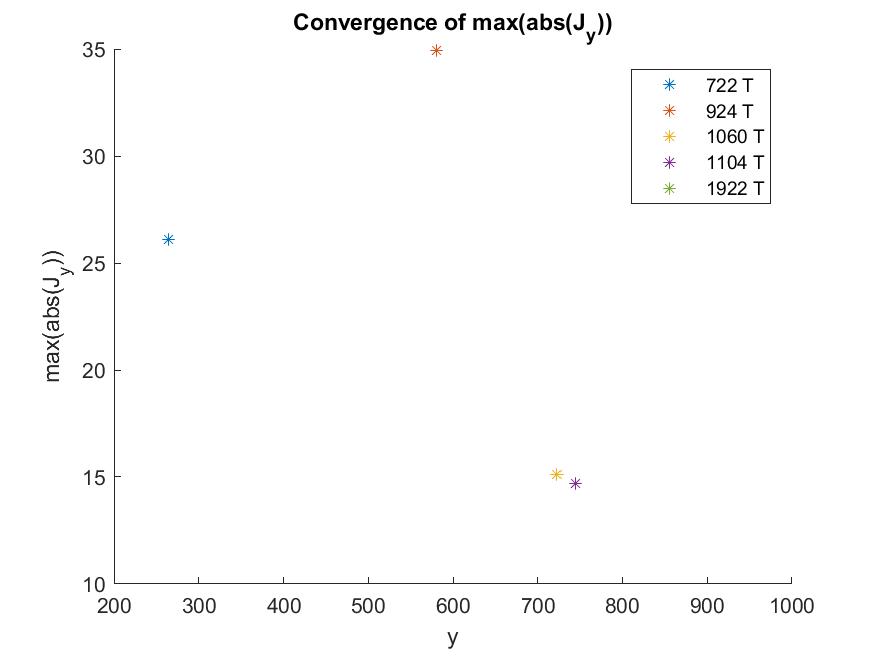 Convergence of max(abs(J_y))
35
30
25
20
15
10
max(abs(J_y))
722 T
924 T
1060 T
1104 T
1922 T
200 300 400 500 600 700 800 900 1000
y